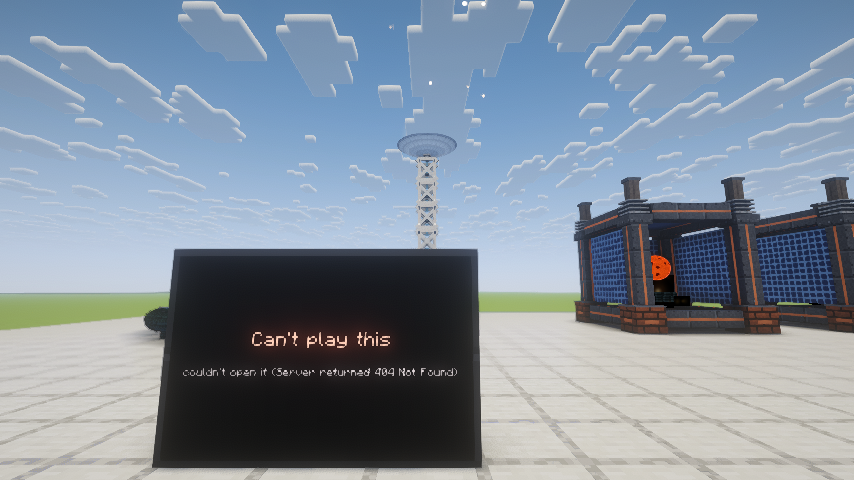 Can't play this
couldn't open it (Server returned 404 Not Found)